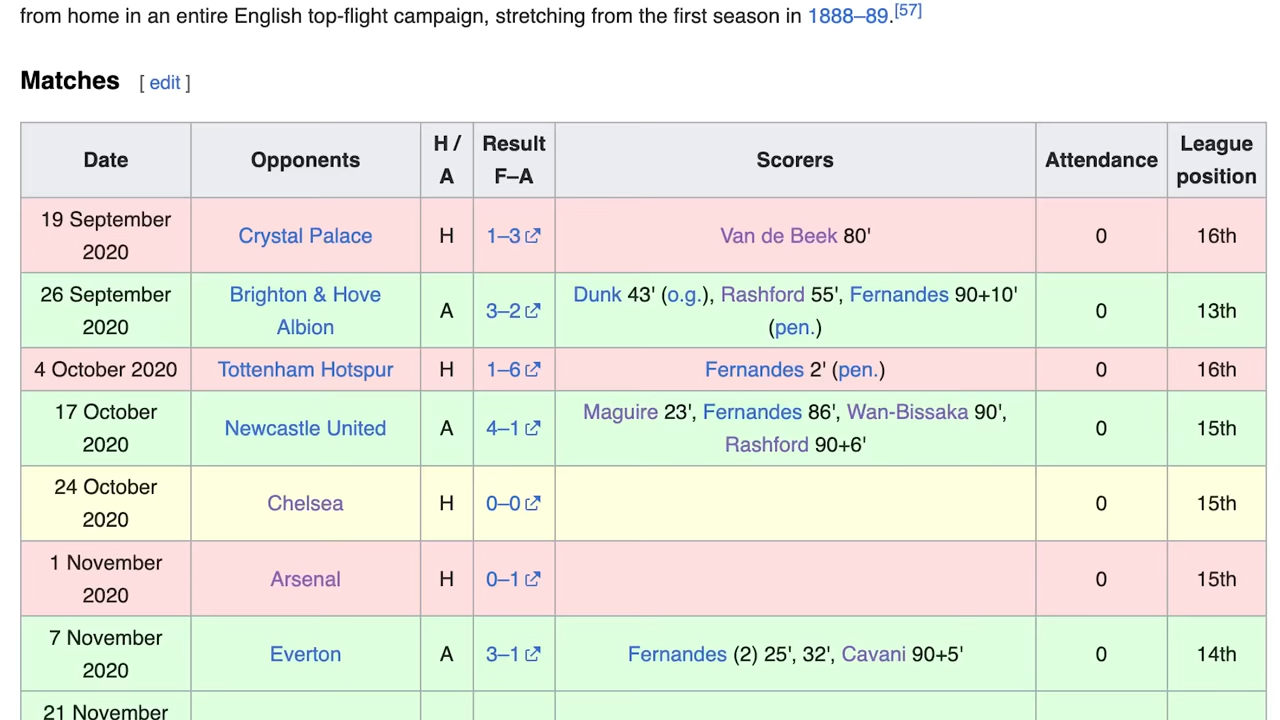 from home in an entire English top-flight campaign, stretching from the first season in 1888–89.[57]
Matches [ edit ]
Date Opponents H / A Result F–A Scorers Attendance League position
19 September 2020 Crystal Palace H 1–3 Van de Beek 80' 0 16th
26 September 2020 Brighton & Hove Albion A 3–2 Dunk 43' (o.g.), Rashford 55', Fernandes 90+10' (pen.) 0 13th
4 October 2020 Tottenham Hotspur H 1–6 Fernandes 2' (pen.) 0 16th
17 October 2020 Newcastle United A 4–1 Maguire 23', Fernandes 86', Wan-Bissaka 90', Rashford 90+6' 0 15th
24 October 2020 Chelsea H 0–0 0 15th
1 November 2020 Arsenal H 0–1 0 15th
7 November 2020 Everton A 3–1 Fernandes (2) 25', 32', Cavani 90+5' 0 14th
21 November